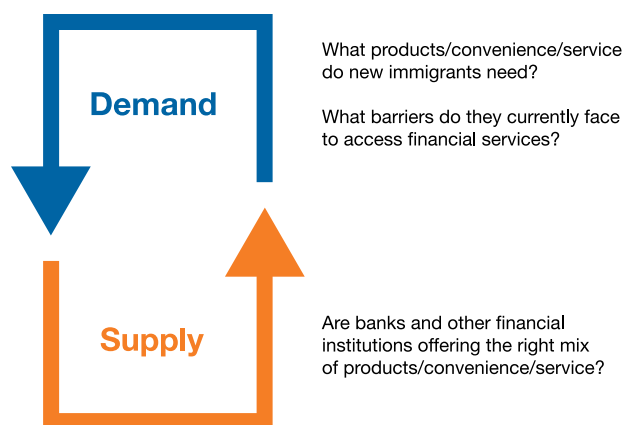 Demand
What products/convenience/service
do new immigrants need?
What barriers do they currently face
to access financial services?
Supply
Are banks and other financial
institutions offering the right mix
of products/convenience/service?